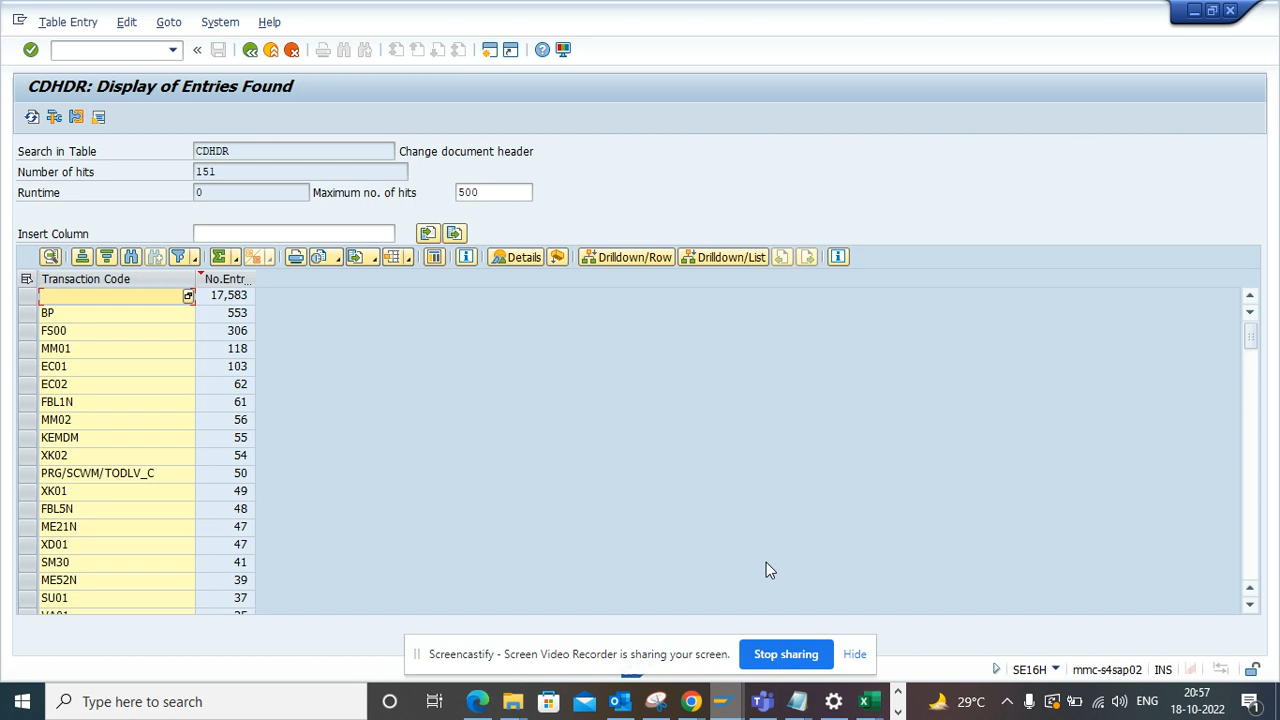 Table Entry Edit Goto System Help
CDHDR: Display of Entries Found
Search in Table CDHDR Change document header
Number of hits 151
Runtime 0 Maximum no. of hits 500
Insert Column
Details Drilldown/Row Drilldown/List
Transaction Code No.Entr...
17,583
BP 553
FS00 306
MM01 118
EC01 103
EC02 62
FBL1N 61
MM02 56
KEMDM 55
XK02 54
PRG/SCWM/TODLV_C 50
XK01 49
FBL5N 48
ME21N 47
XD01 47
SM30 41
ME52N 39
SU01 37
Screencastify - Screen Video Recorder is sharing your screen. Stop sharing Hide
SE16H mmc-s4sap02 INS
Type here to search
29°C ENG 20:57
18-10-2022